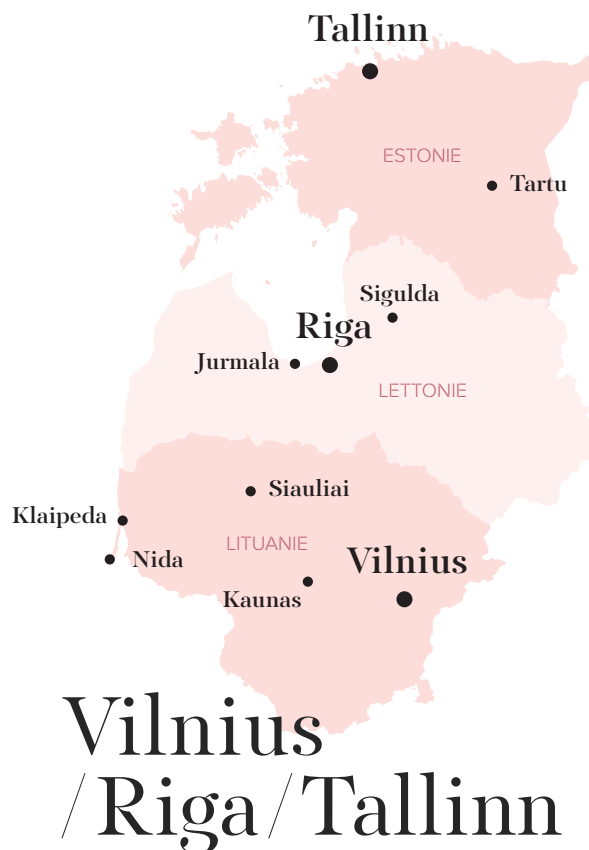 Tallinn
ESTONIE
Tartu
Sigulda
Riga
Jurmala
LETTONIE
Siauliai
Klaipeda
LITUANIE
Vilnius
Nida
Kaunas
Vilnius
/Riga/Tallinn